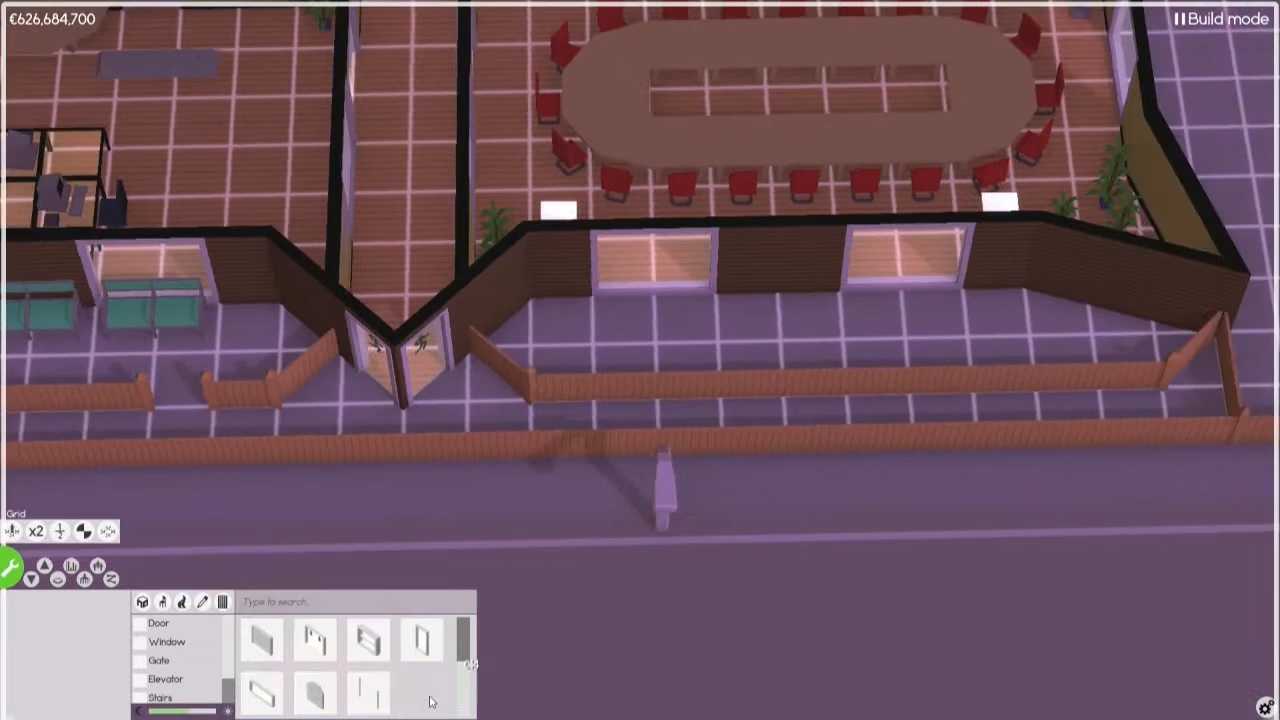 €626,684,700
Build mode
Grid
x2
Type to search.
Door
Window
Gate
Elevator
Stairs